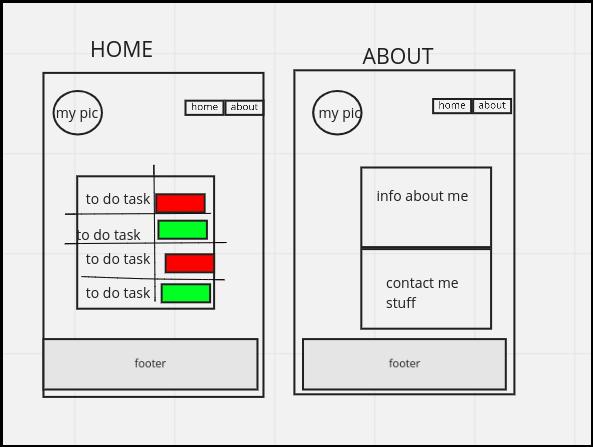 HOME
my pic
home
about
to do task
to do task
to do task
to do task
footer
ABOUT
my pic
home
about
info about me
contact me
stuff
footer